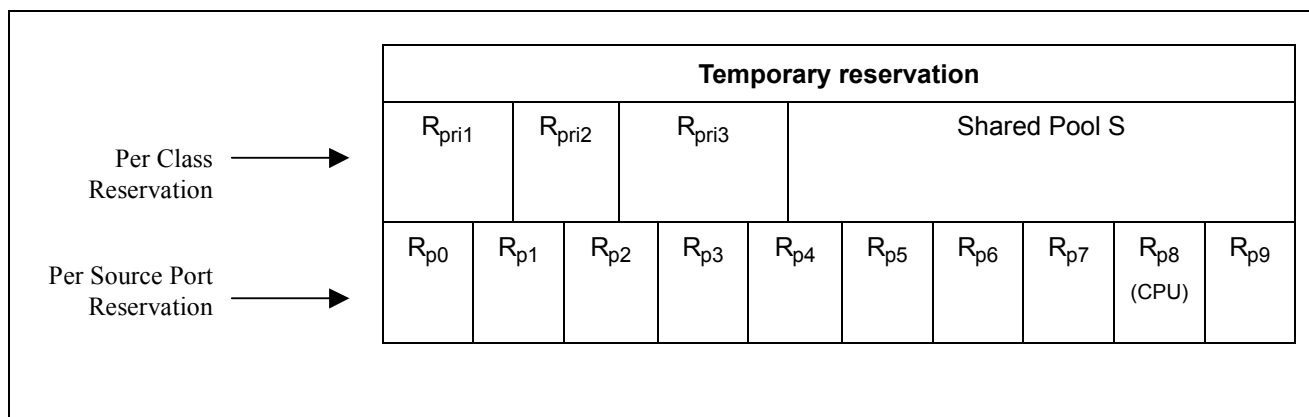 Temporary reservation
Per Class
Reservation
Rpri1 Rpri2 Rpri3 Shared Pool S
Per Source Port
Reservation
Rp0 Rp1 Rp2 Rp3 Rp4 Rp5 Rp6 Rp7 Rp8 Rp9
(CPU)